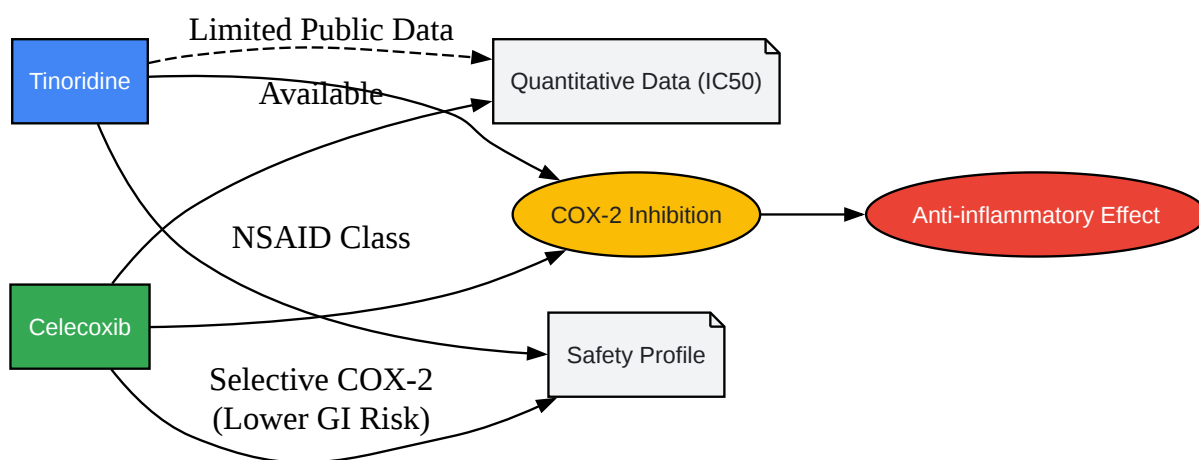 Limited Public Data
Tinoridine
Quantitative Data (IC50)
Available
COX-2 Inhibition
Anti-inflammatory Effect
NSAID Class
Celecoxib
Safety Profile
Selective COX-2
(Lower GI Risk)